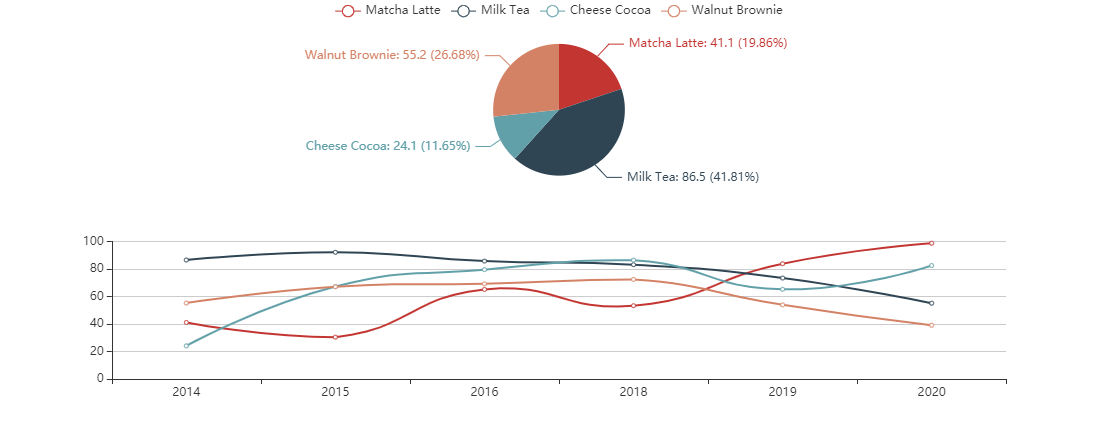 Matcha Latte Milk Tea Cheese Cocoa Walnut Brownie
Matcha Latte: 41.1 (19.86%)
Walnut Brownie: 55.2 (26.68%)
Cheese Cocoa: 24.1 (11.65%)
Milk Tea: 86.5 (41.81%)
100
80
60
40
20
0
2014 2015 2016 2018 2019 2020